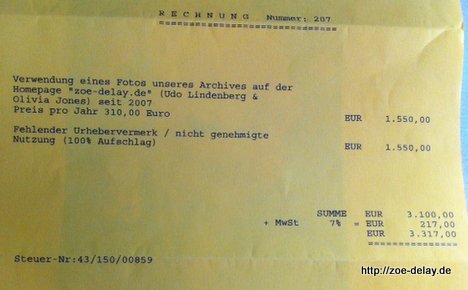 RECHNUNG Nummer: 207
Verwendung eines Fotos unseres Archives auf der
Homepage "zoe-delay.de" (Udo Lindenberg &
Olivia Jones) seit 2007
Preis pro Jahr 310,00 Euro EUR 1.550,00
Fehlender Urhebervermerk / nicht genehmigte
Nutzung (100% Aufschlag) EUR 1.550,00
SUMME EUR 3.100,00
+ MwSt 7% = EUR 217,00
EUR 3.317,00
Steuer-Nr:43/150/00859
http://zoe-delay.de